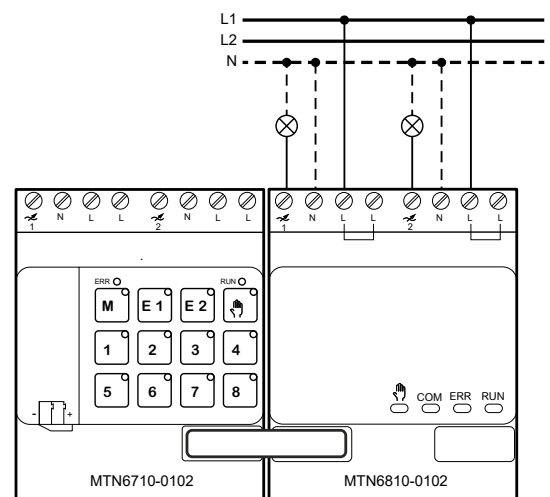 L1
L2
N
N L L N L L N L L N L L
1 2 1 2
ERR RUN
M E 1 E 2
1 2 3 4
5 6 7 8
- +
COM ERR RUN
MTN6710-0102 MTN6810-0102